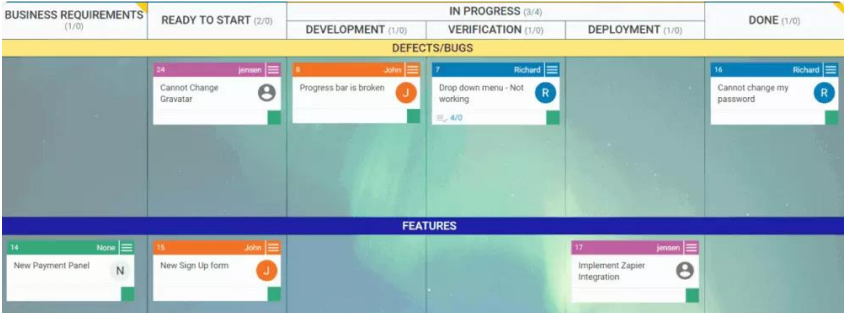 BUSINESS REQUIREMENTS (1/0)
READY TO START (2/0)
IN PROGRESS (3/4)
DEVELOPMENT (1/0)
VERIFICATION (1/0)
DEPLOYMENT (1/0)
DONE (1/0)
DEFECTS/BUGS
24 jensen
Cannot Change
Gravatar
8 John
Progress bar is broken
J
7 Richard
Drop down menu - Not
working
R
4/0
16 Richard
Cannot change my
password
R
FEATURES
14 None
New Payment Panel
N
15 John
New Sign Up form
J
17 jensen
Implement Zapier
Integration